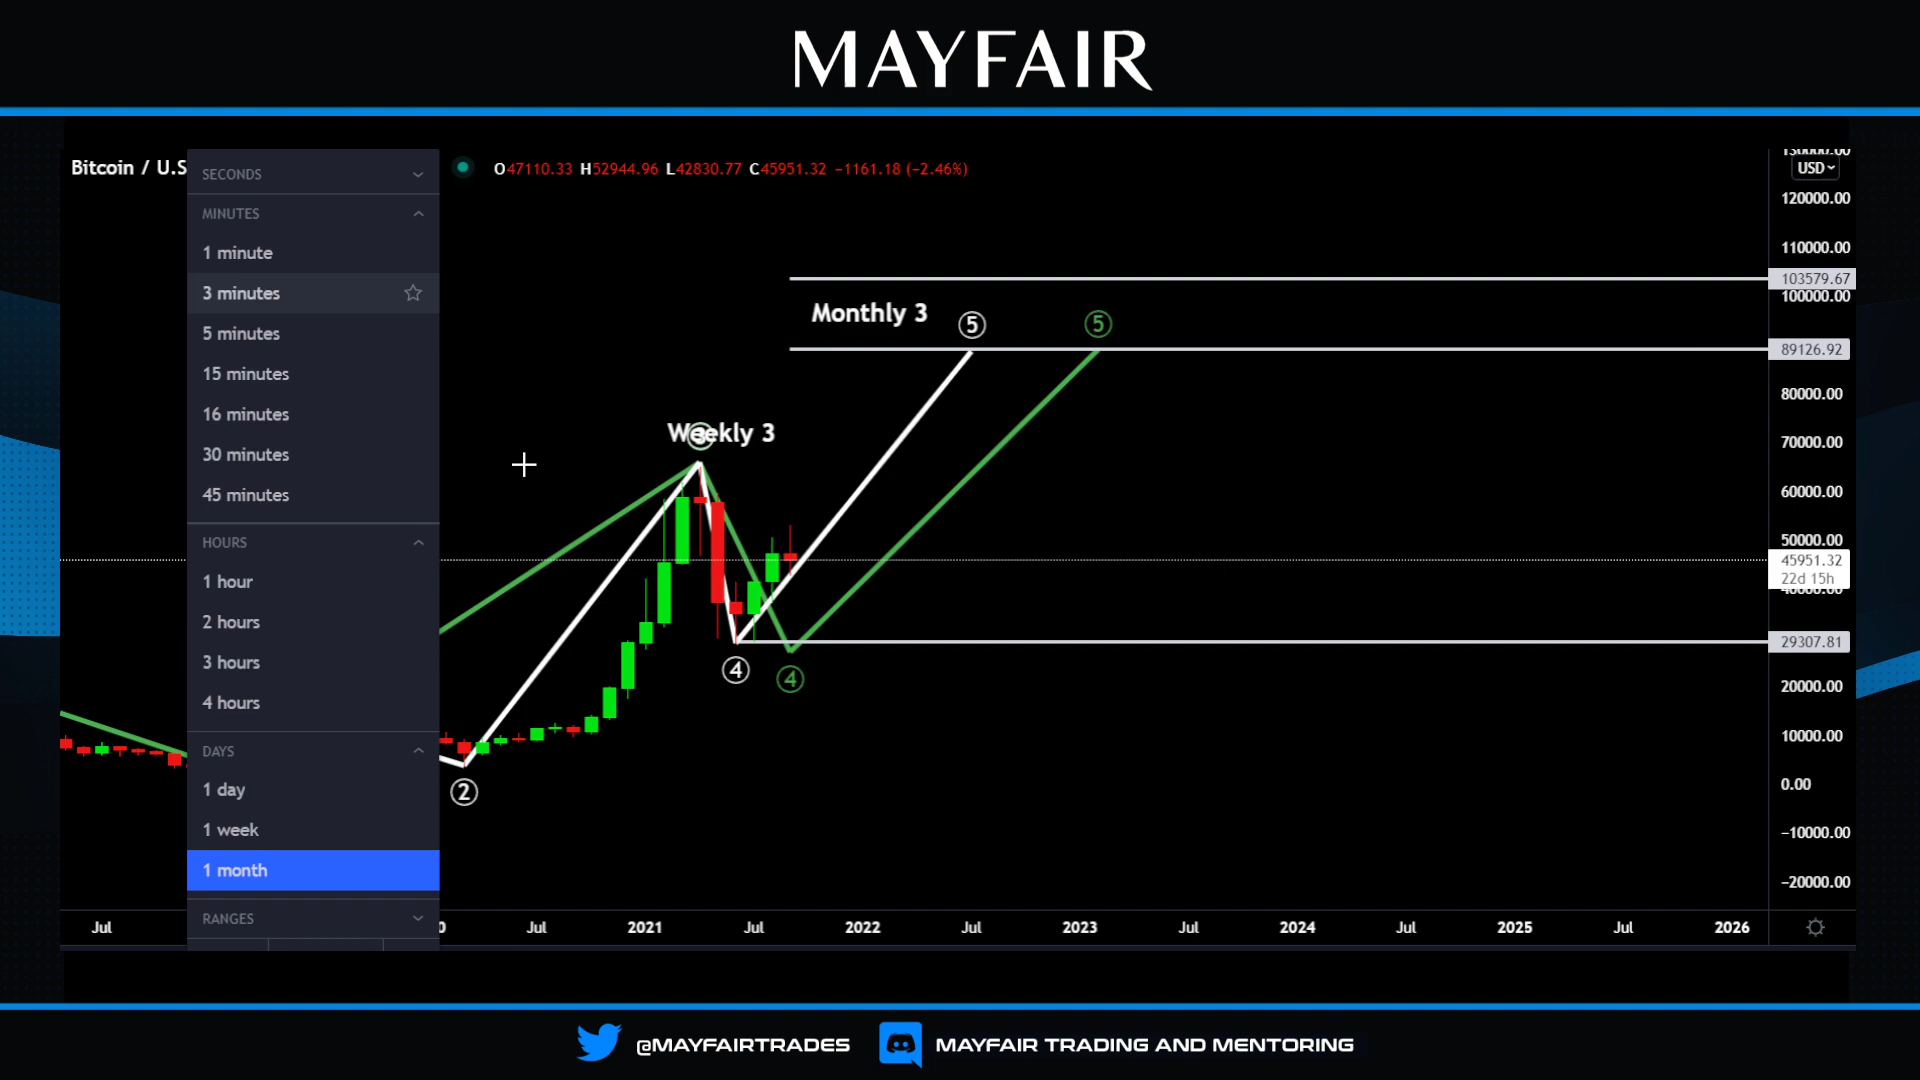 MAYFAIR
Bitcoin / U.S
O47110.33 H52944.96 L42830.77 C45951.32 −1161.18 (−2.46%)
SECONDS
MINUTES
1 minute
3 minutes
5 minutes
15 minutes
16 minutes
30 minutes
45 minutes
HOURS
1 hour
2 hours
3 hours
4 hours
DAYS
1 day
1 week
1 month
RANGES
Monthly 3
5
5
Weekly 3
4
4
2
130000.00
USD
120000.00
110000.00
103579.67
100000.00
89126.92
80000.00
70000.00
60000.00
50000.00
45951.32
22d 15h
40000.00
29307.81
20000.00
10000.00
0.00
−10000.00
−20000.00
Jul
0
Jul
2021
Jul
2022
Jul
2023
Jul
2024
Jul
2025
Jul
2026
@MAYFAIRTRADES
MAYFAIR TRADING AND MENTORING